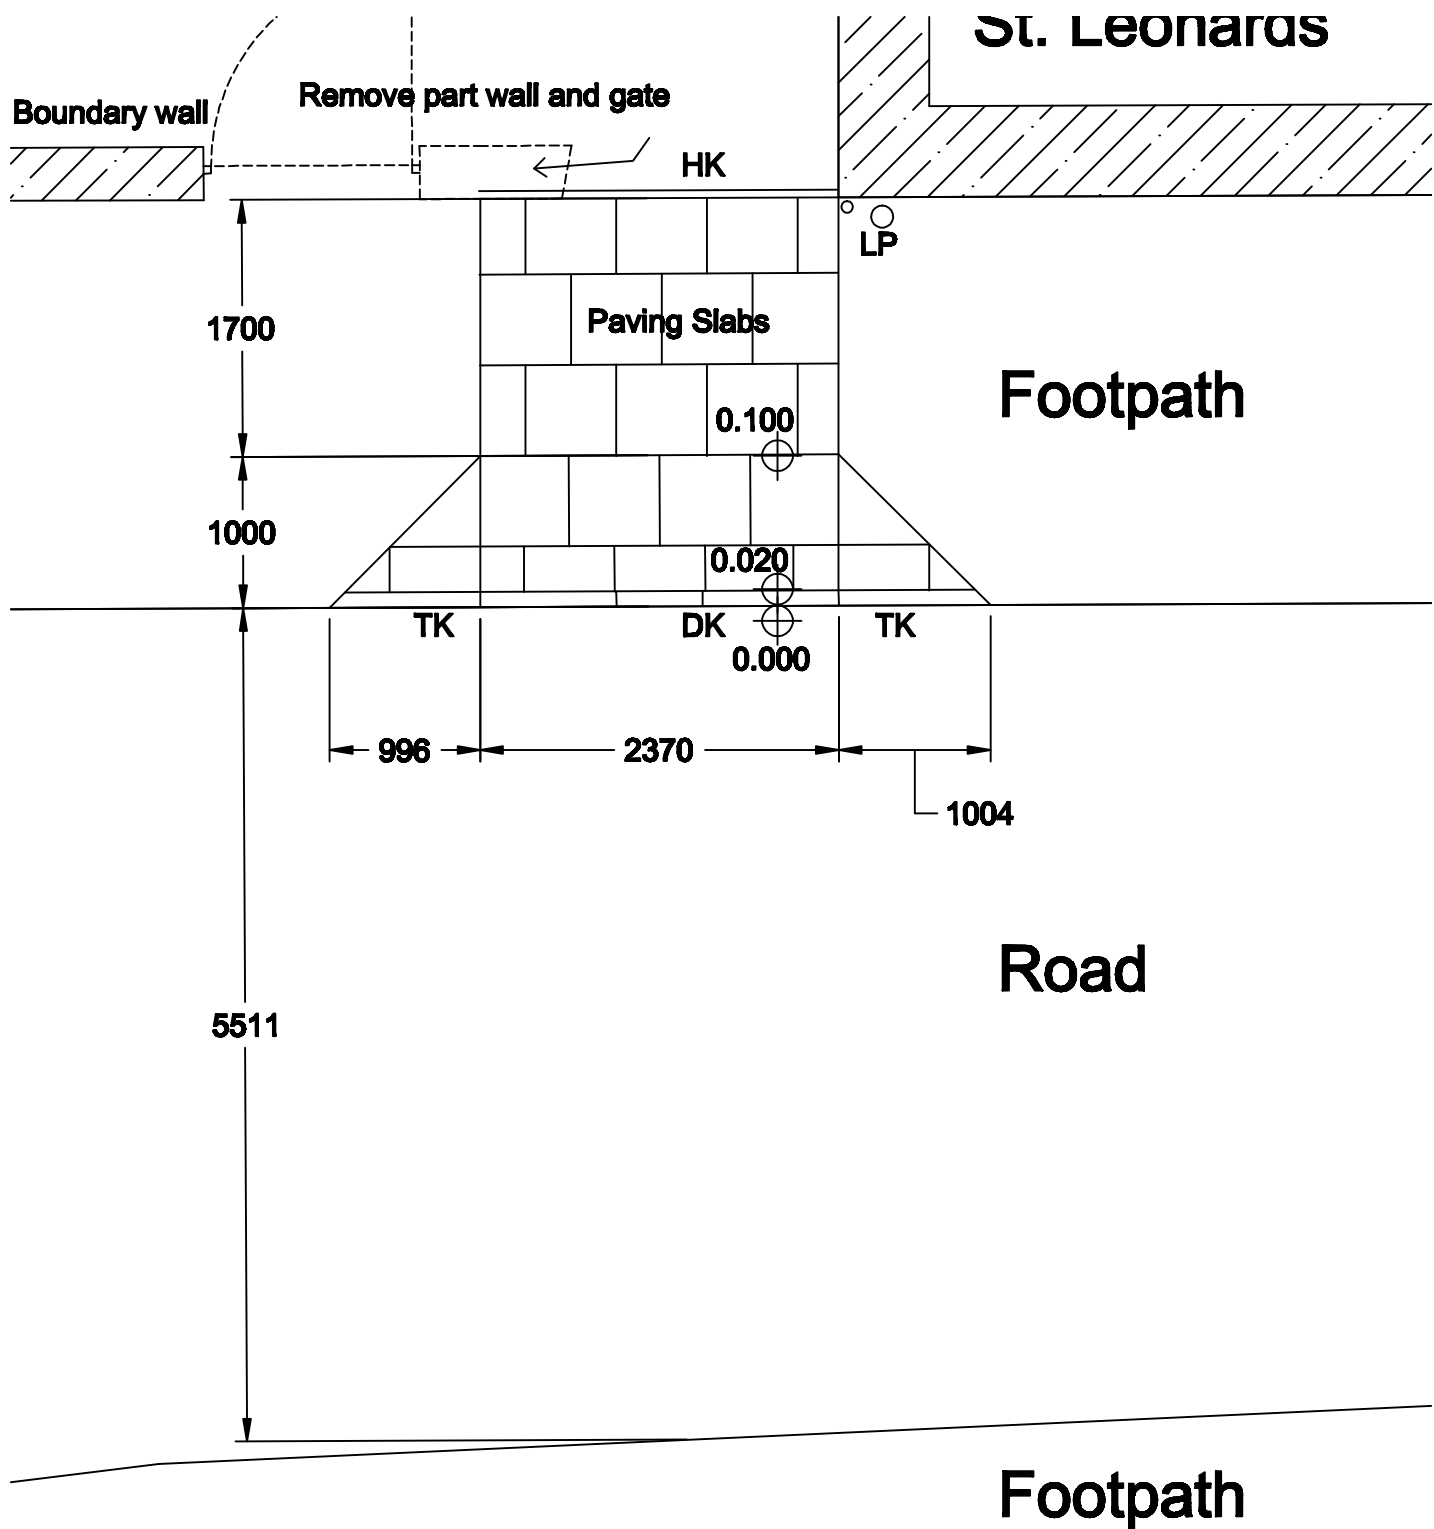 St. Leonards
Remove part wall and gate
Boundary wall
HK
LP
1700
Paving Slabs
Footpath
0.100
1000
0.020
TK
DK
TK
0.000
996
2370
1004
Road
5511
Footpath